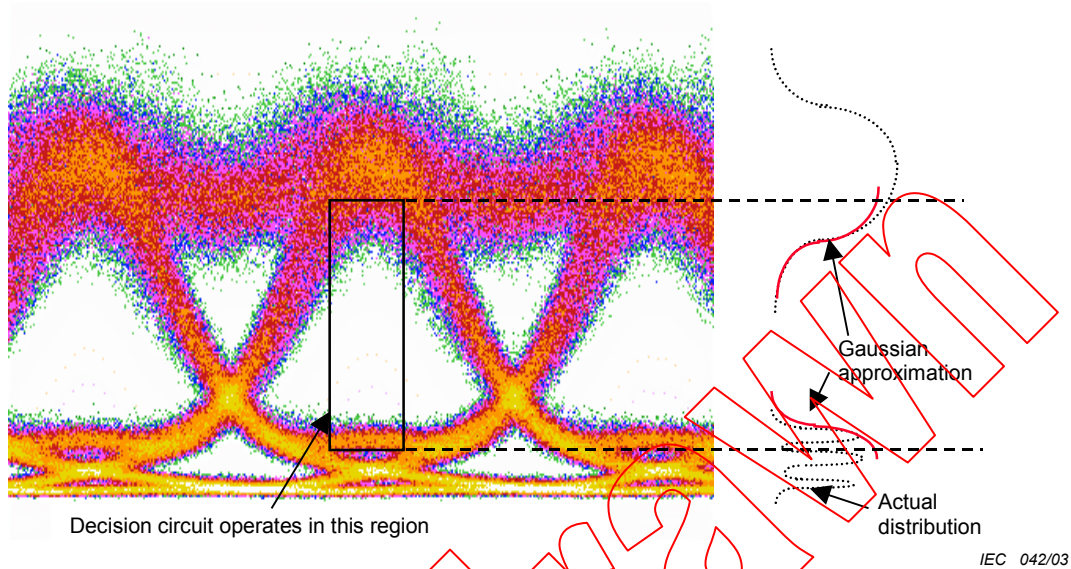 Gaussian
approximation
Actual
distribution
Decision circuit operates in this region
IEC 042/03